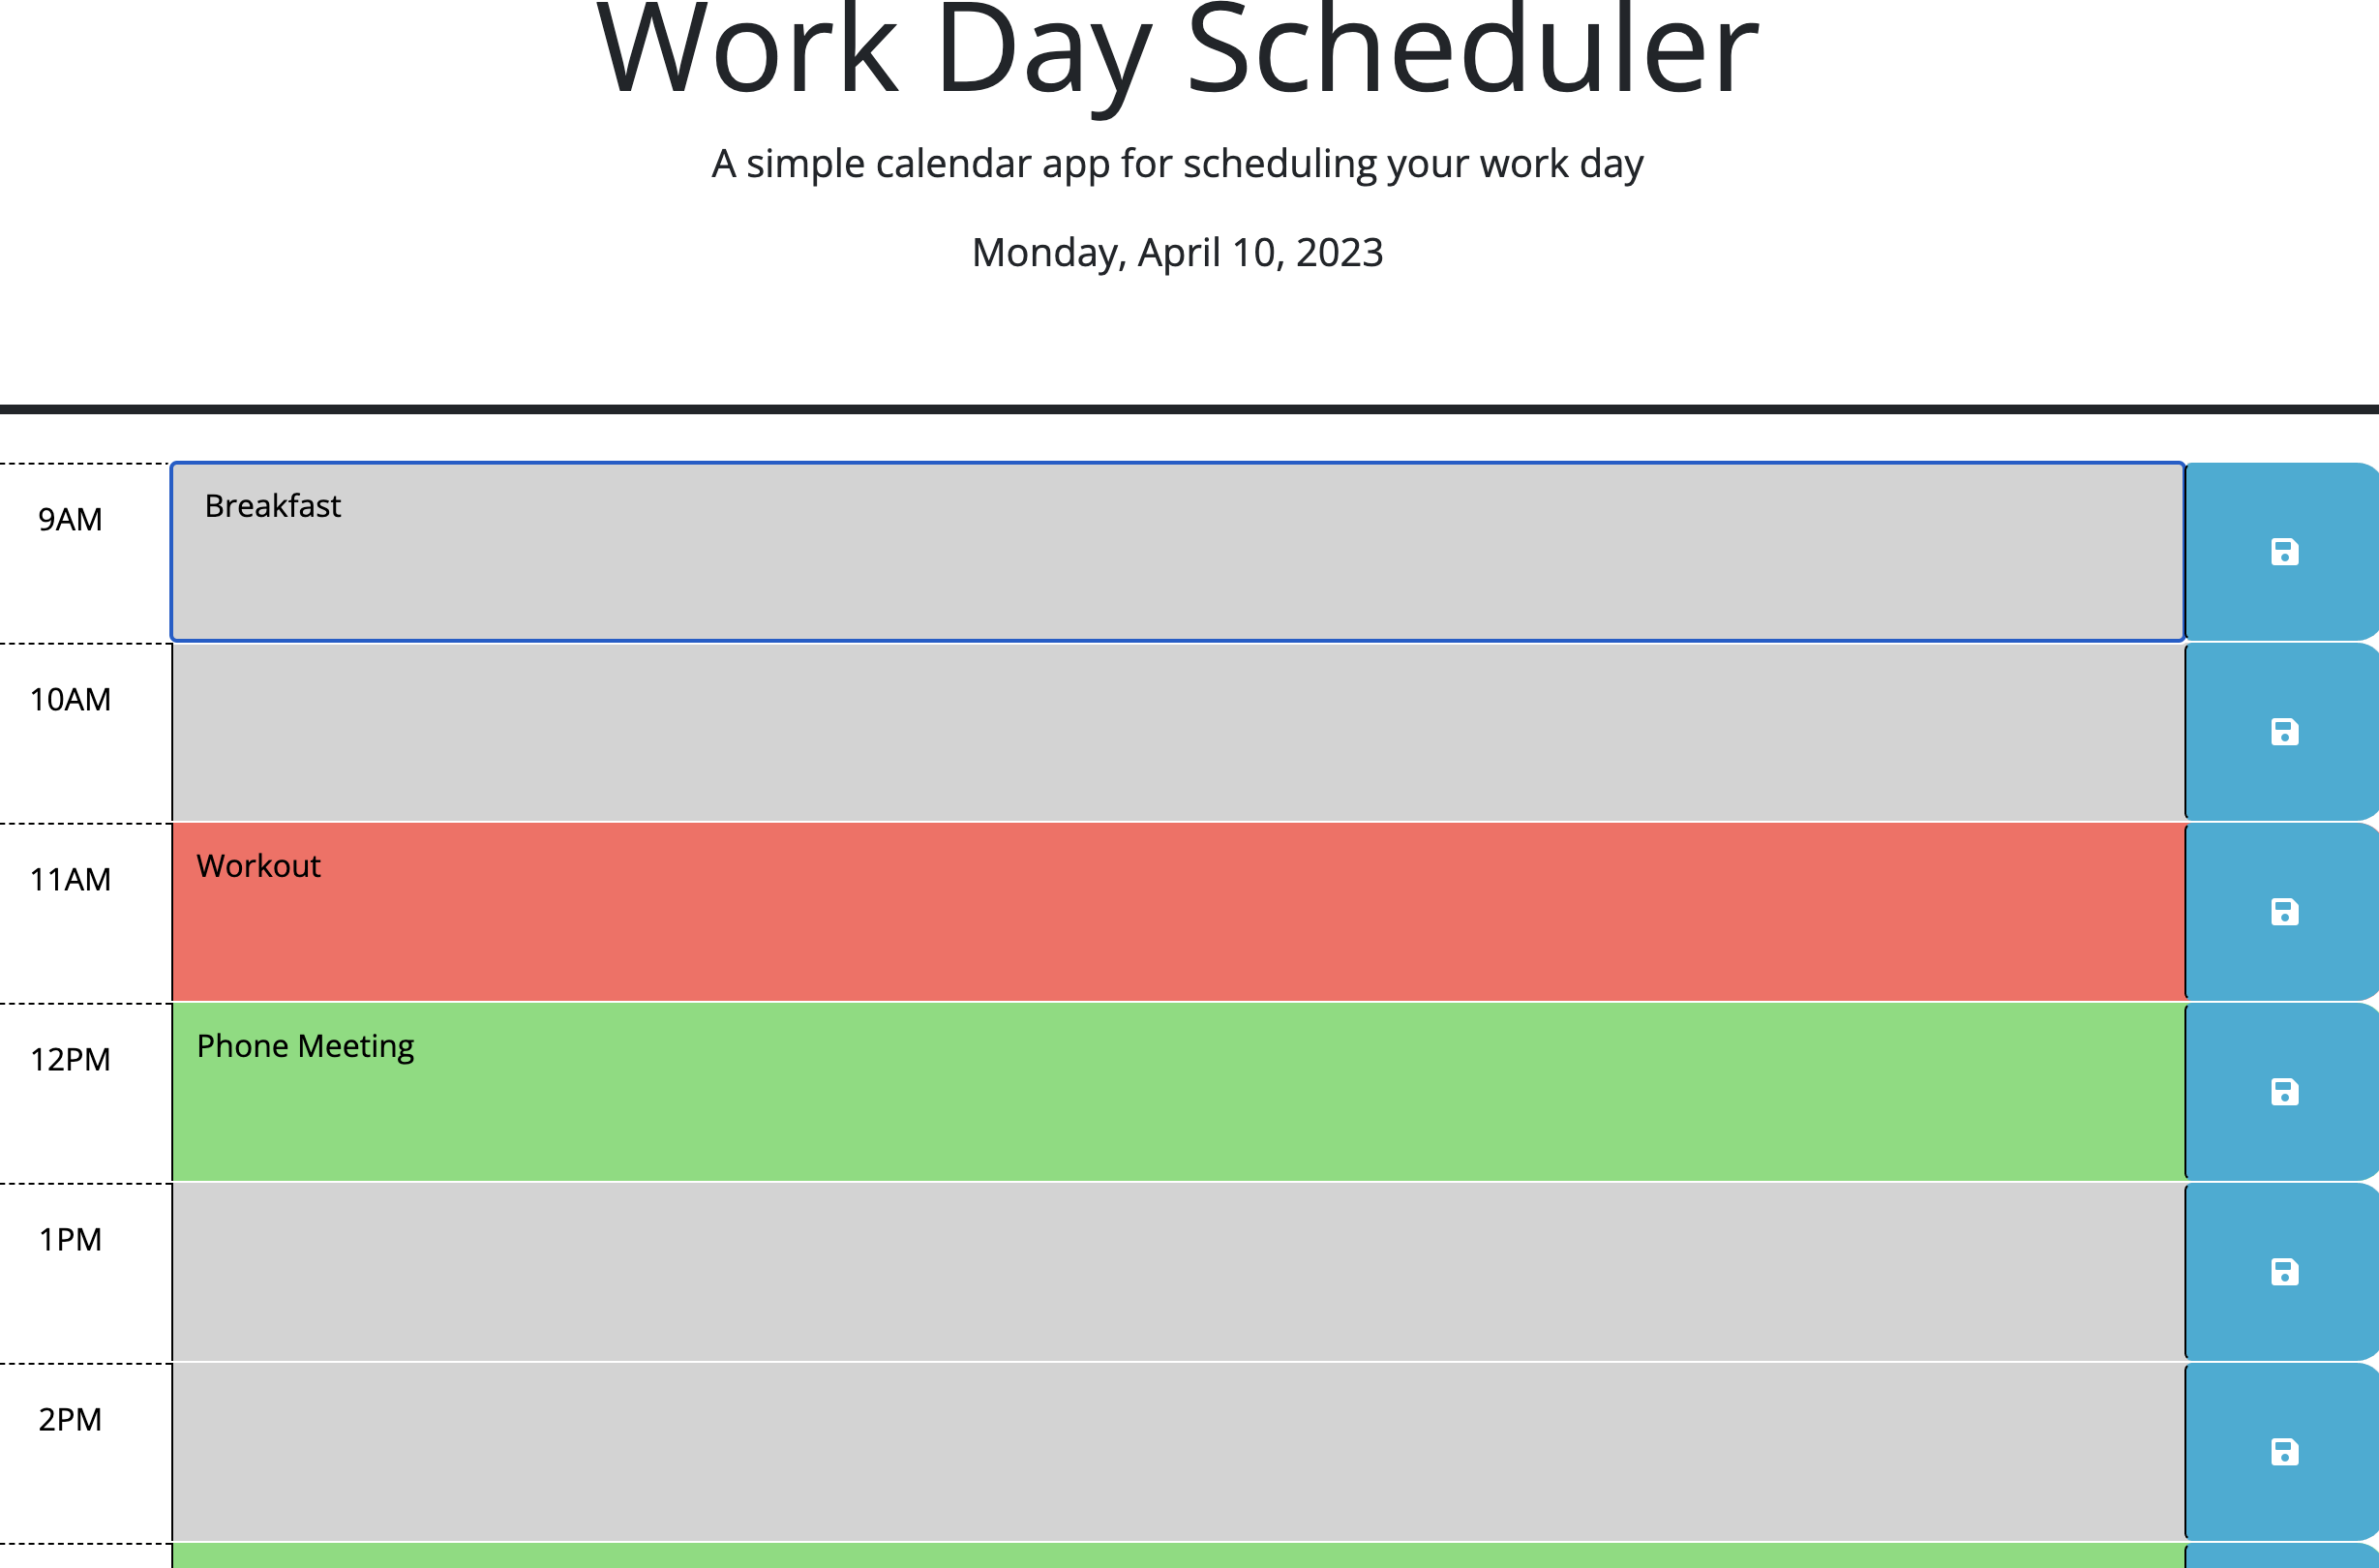 Work Day Scheduler
A simple calendar app for scheduling your work day
Monday, April 10, 2023
9AM
Breakfast
10AM
11AM
Workout
12PM
Phone Meeting
1PM
2PM